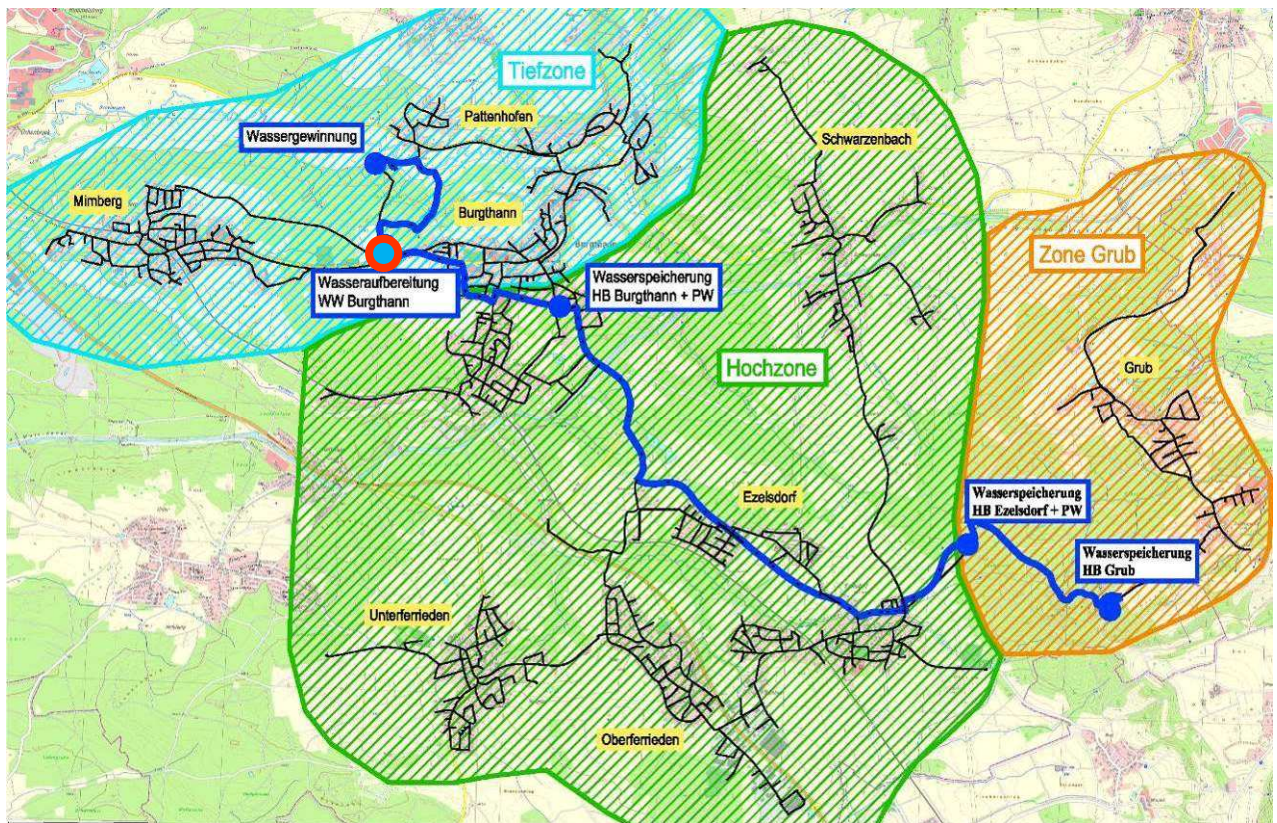 Tiefzone
Pattenhofen
Wassergewinnung
Schwarzenbach
Mimberg
Burgthann
Zone Grub
Wasseraufbereitung
WW Burgthann
Wasserspeicherung
HB Burgthann + PW
Hochzone
Grub
Ezelsdorf
Wasserspeicherung
HB Ezelsdorf + PW
Wasserspeicherung
HB Grub
Unterferrieden
Oberferrieden